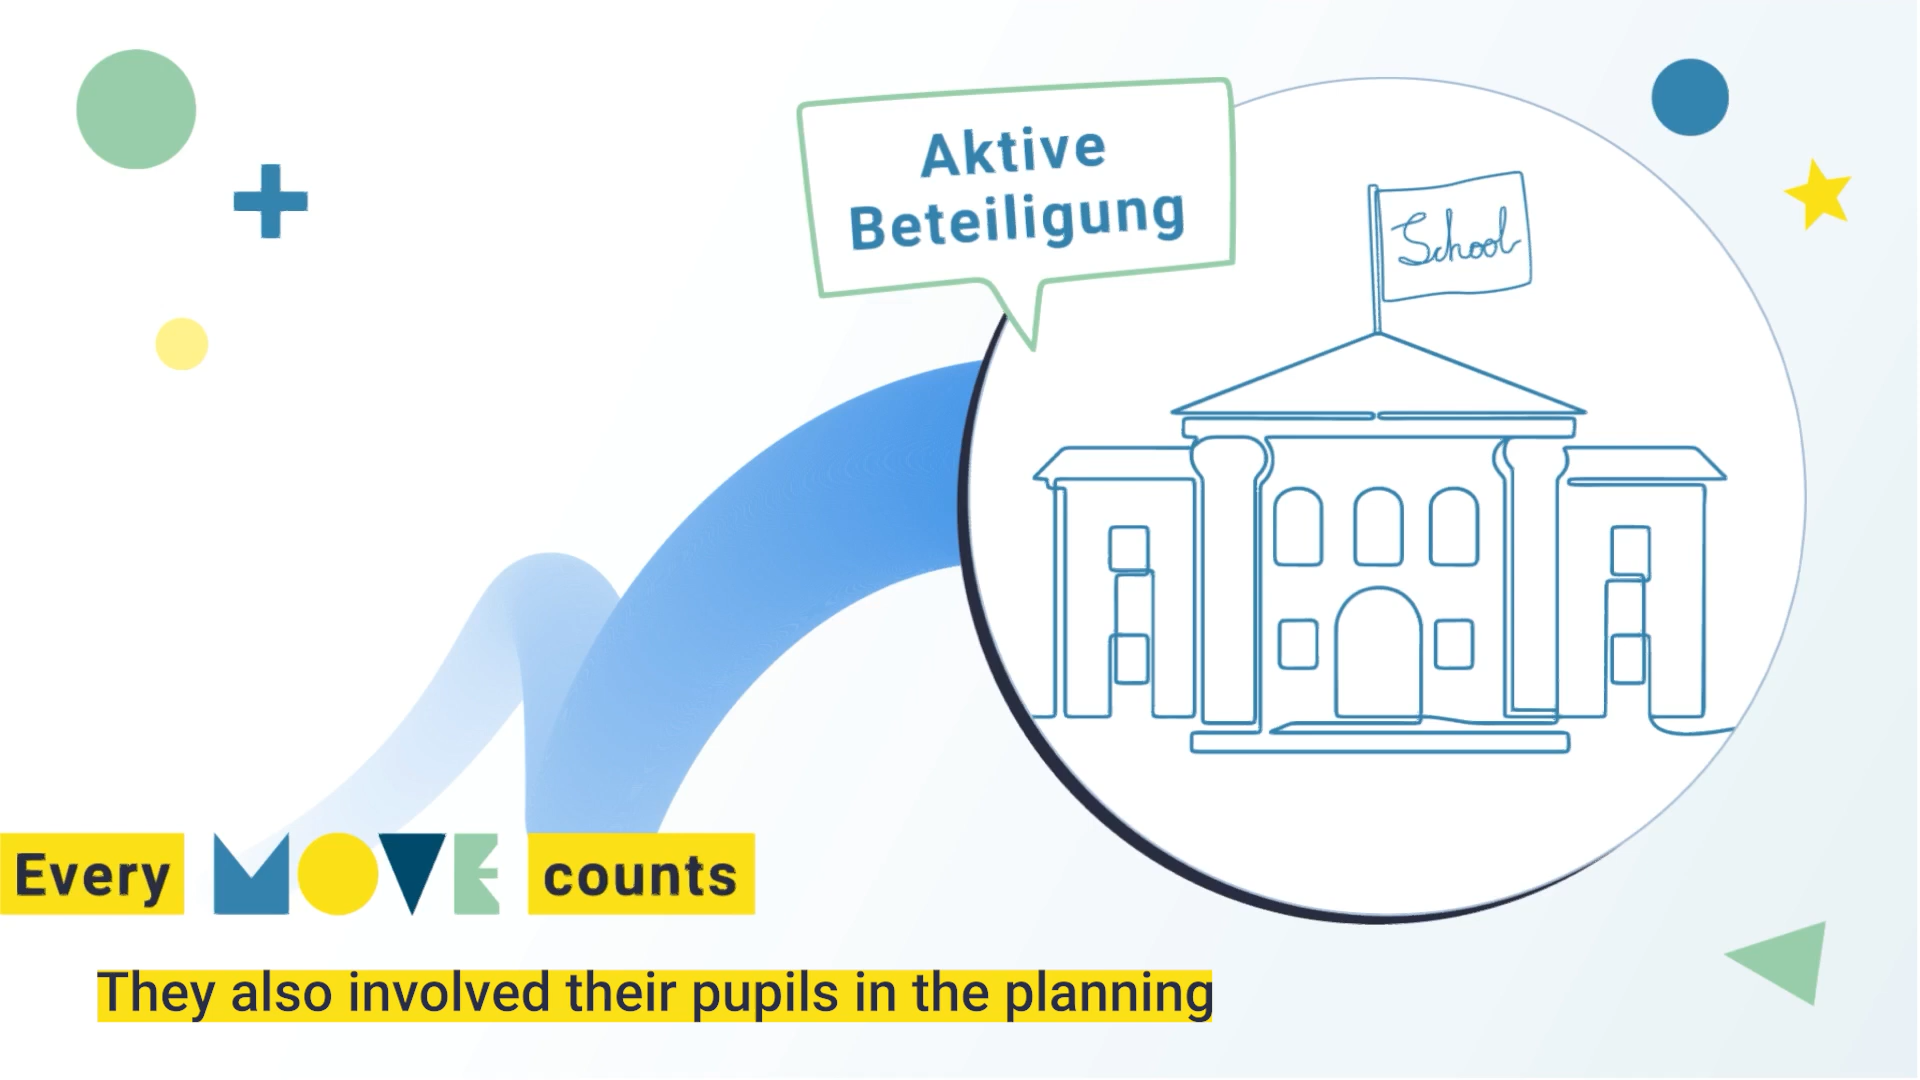 Aktive
Beteiligung
School
Every MOVE counts
They also involved their pupils in the planning